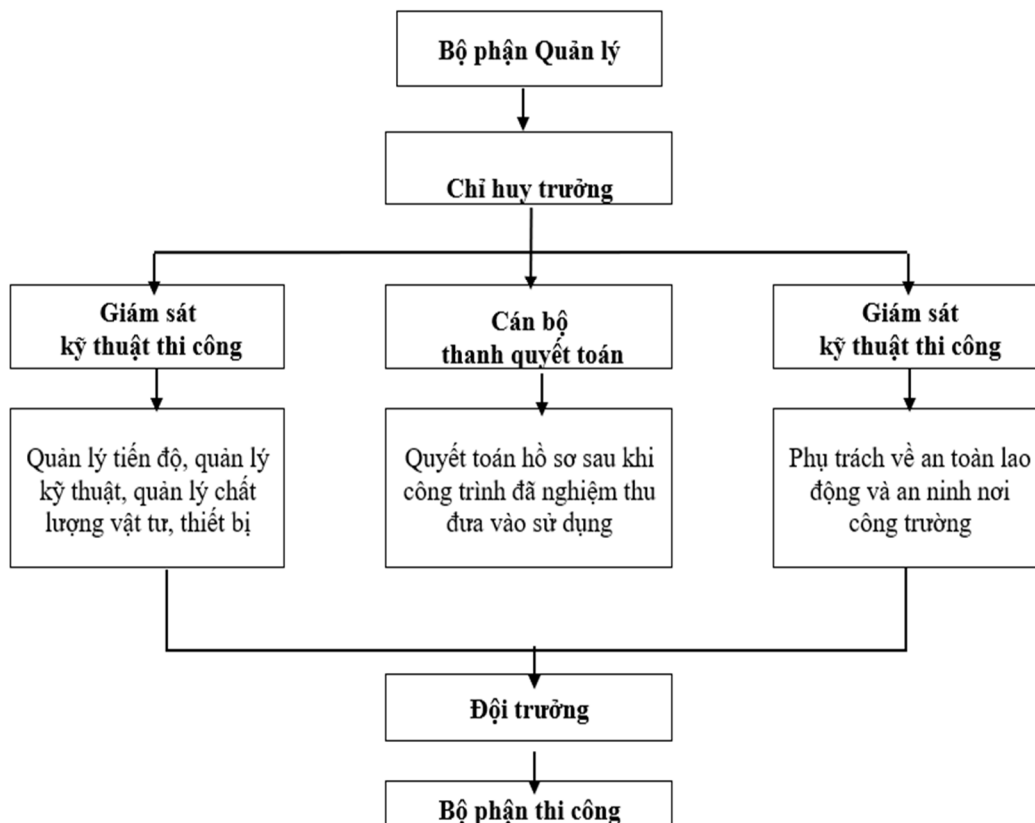 Bộ phận Quản lý
Chỉ huy trưởng
Giám sát
kỹ thuật thi công
Cán bộ
thanh quyết toán
Giám sát
kỹ thuật thi công
Quản lý tiến độ, quản lý
kỹ thuật, quản lý chất
lượng vật tư, thiết bị
Quyết toán hồ sơ sau khi
công trình đã nghiệm thu
đưa vào sử dụng
Phụ trách về an toàn lao
động và an ninh nơi
công trường
Đội trưởng
Bộ phận thi công